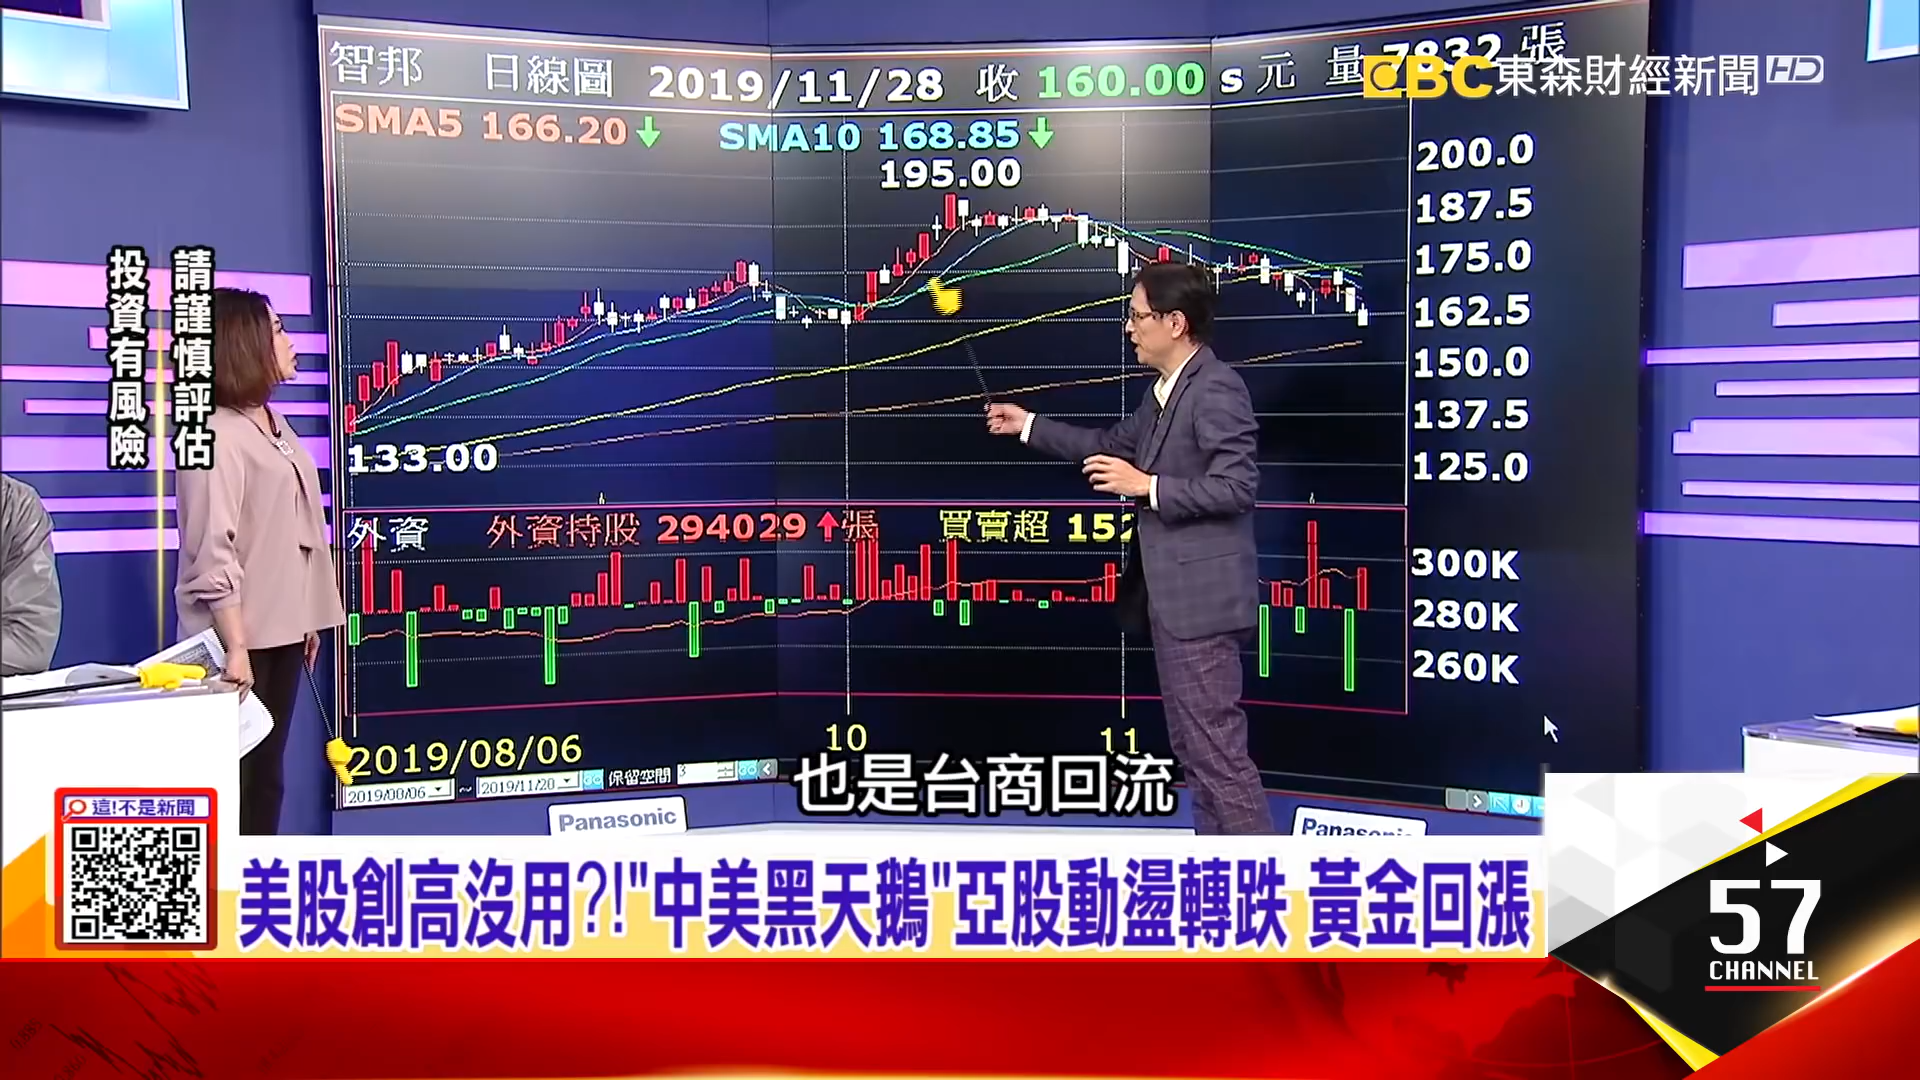 智邦 日線圖 2019/11/28 收 160.00 s 元 量 7832 張
EBC 東森財經新聞 HD
SMA5 166.20↓ SMA10 168.85↓
195.00
200.0
187.5
175.0
162.5
150.0
137.5
125.0
133.00
請謹慎評估
投資有風險
外資 外資持股 294029↑張 買賣超 152
300K
280K
260K
10
11
2019/08/06
2019/08/06 ~ 2019/11/28 保留空間 3
也是台商回流
Panasonic
Panasonic
這!不是新聞
美股創高沒用?!"中美黑天鵝"亞股動盪轉跌 黃金回漲
57
CHANNEL